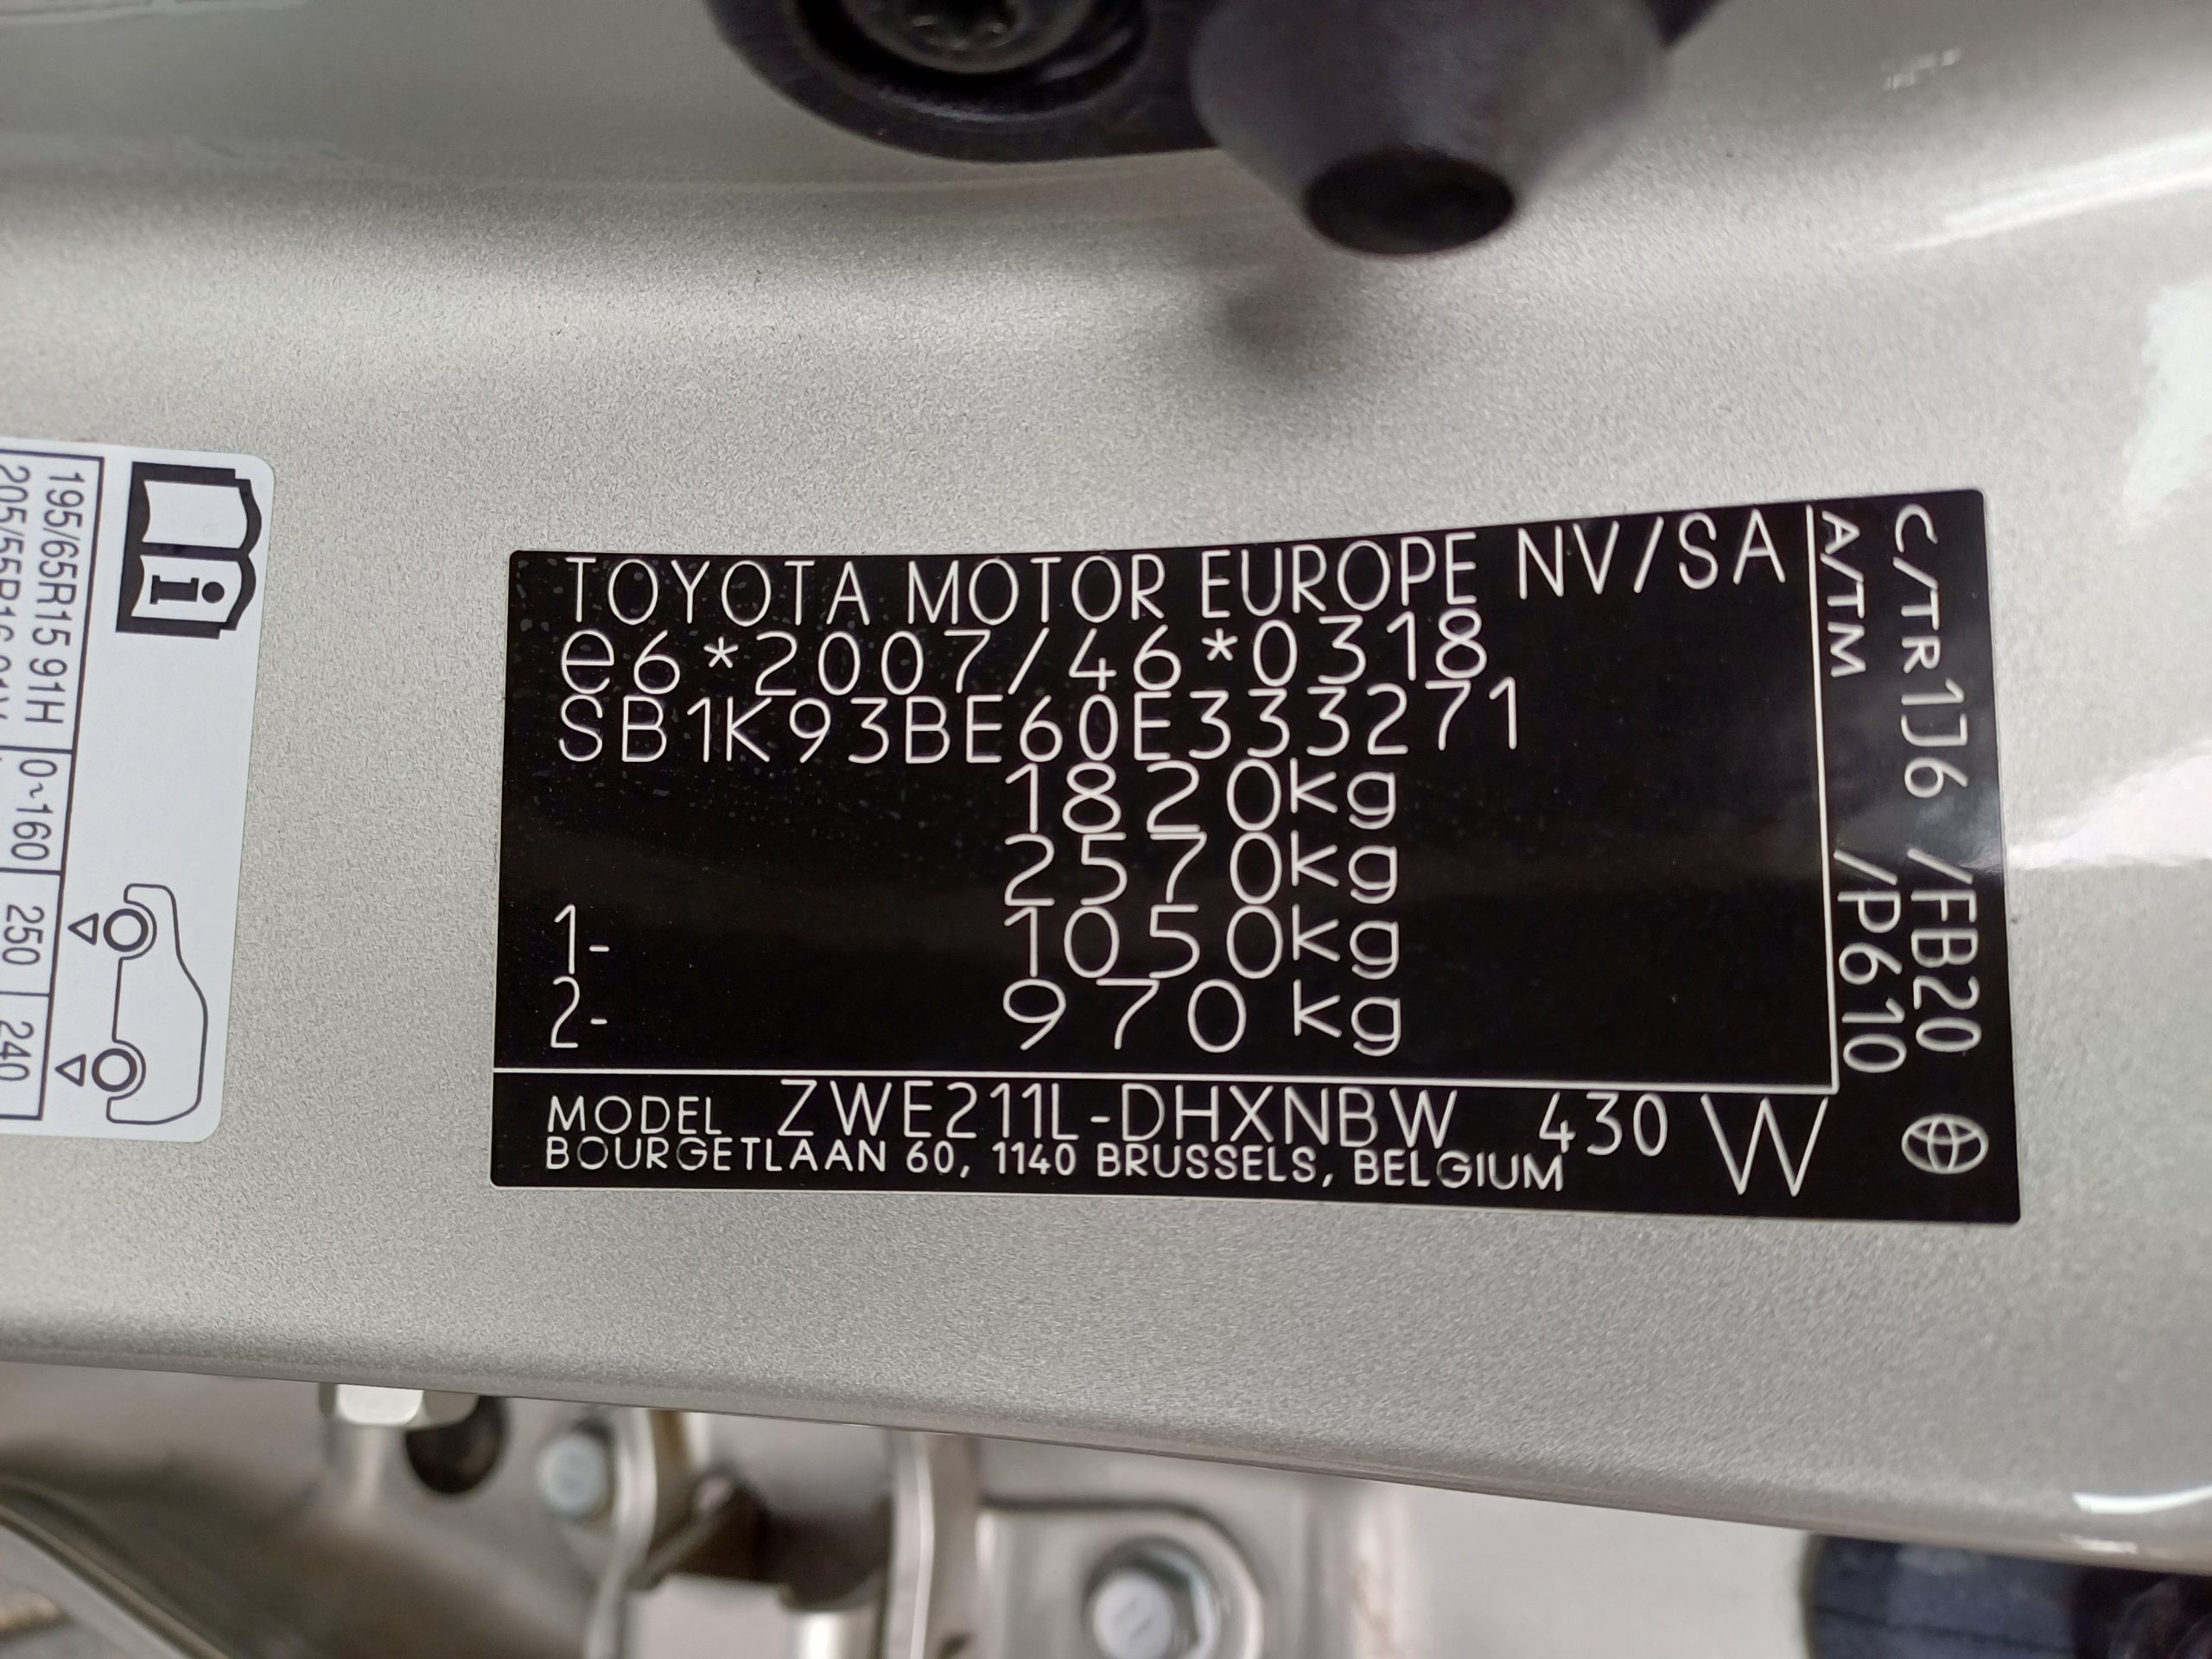 TOYOTA MOTOR EUROPE NV/SA
e6*2007/46*0318
SB1K93BE60E333271
1820kg
2570kg
1- 1050kg
2- 970 kg
MODEL ZWE211L-DHXNBW 430 W
BOURGETLAAN 60, 1140 BRUSSELS, BELGIUM
C/TR 1J6 /FB20
A/TM /P610
195/65R15 91H 0~160 250 240
205/55R16